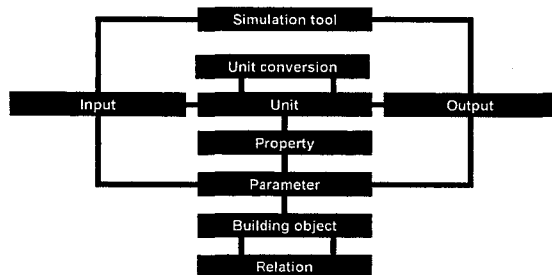 Simulation tool
Unit conversion
Input
Unit
Output
Property
Parameter
Building object
Relation